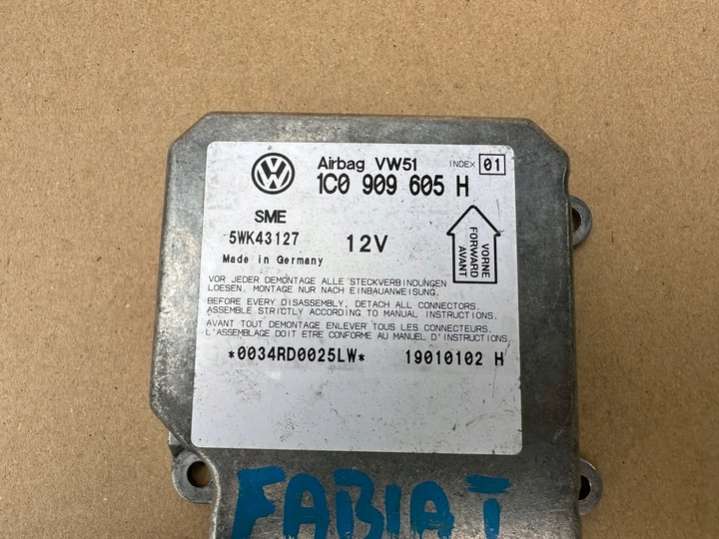 Airbag VW51 INDEX 01
1C0 909 605 H
SME
5WK43127 12V
Made in Germany
VORNE
FORWARD
AVANT
VOR JEDER DEMONTAGE ALLE STECKVERBINDUNGEN
LOESEN. MONTAGE NUR NACH EINBAUANWEISUNG.
BEFORE EVERY DISASSEMBLY, DETACH ALL CONNECTORS.
ASSEMBLE STRICTLY ACCORDING TO MANUAL INSTRUCTIONS.
AVANT TOUT DEMONTAGE ENLEVER TOUS LES CONNECTEURS.
L'ASSEMBLAGE DOIT ETRE CONFORME AU MANUEL D'INSTRUCTIONS
*0034RD0025LW* 19010102 H
FABIA I